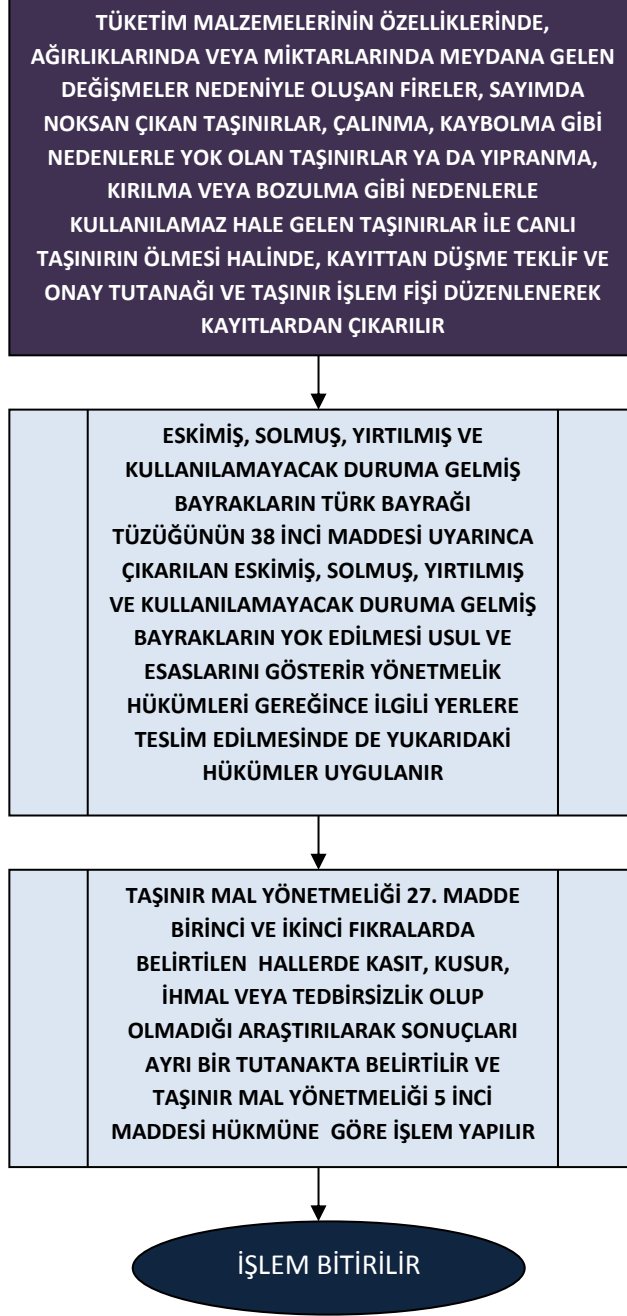 TÜKETİM MALZEMELERİNİN ÖZELLİKLERİNDE,
AĞIRLIKLARINDA VEYA MİKTARLARINDA MEYDANA GELEN
DEĞİŞMELER NEDENİYLE OLUŞAN FİRELER, SAYIMDA
NOKSAN ÇIKAN TAŞINIRLAR, ÇALINMA, KAYBOLMA GİBİ
NEDENLERLE YOK OLAN TAŞINIRLAR YA DA YIPRANMA,
KIRILMA VEYA BOZULMA GİBİ NEDENLERLE
KULLANILAMAZ HALE GELEN TAŞINIRLAR İLE CANLI
TAŞINIRIN ÖLMESİ HALİNDE, KAYITTAN DÜŞME TEKLİF VE
ONAY TUTANAĞI VE TAŞINIR İŞLEM FİŞİ DÜZENLENEREK
KAYITLARDAN ÇIKARILIR
ESKİMİŞ, SOLMUŞ, YIRTILMIŞ VE
KULLANILAMAYACAK DURUMA GELMİŞ
BAYRAKLARIN TÜRK BAYRAĞI
TÜZÜĞÜNÜN 38 İNCİ MADDESİ UYARINCA
ÇIKARILAN ESKİMİŞ, SOLMUŞ, YIRTILMIŞ
VE KULLANILAMAYACAK DURUMA GELMİŞ
BAYRAKLARIN YOK EDİLMESİ USUL VE
ESASLARINI GÖSTERİR YÖNETMELİK
HÜKÜMLERİ GEREĞİNCE İLGİLİ YERLERE
TESLİM EDİLMESİNDE DE YUKARIDAKİ
HÜKÜMLER UYGULANIR
TAŞINIR MAL YÖNETMELİĞİ 27. MADDE
BİRİNCİ VE İKİNCİ FIKRALARDA
BELİRTİLEN HALLERDE KASIT, KUSUR,
İHMAL VEYA TEDBİRSİZLİK OLUP
OLMADIĞI ARAŞTIRILARAK SONUÇLARI
AYRI BİR TUTANAKTA BELİRTİLİR VE
TAŞINIR MAL YÖNETMELİĞİ 5 İNCİ
MADDESİ HÜKMÜNE GÖRE İŞLEM YAPILIR
İŞLEM BİTİRİLİR